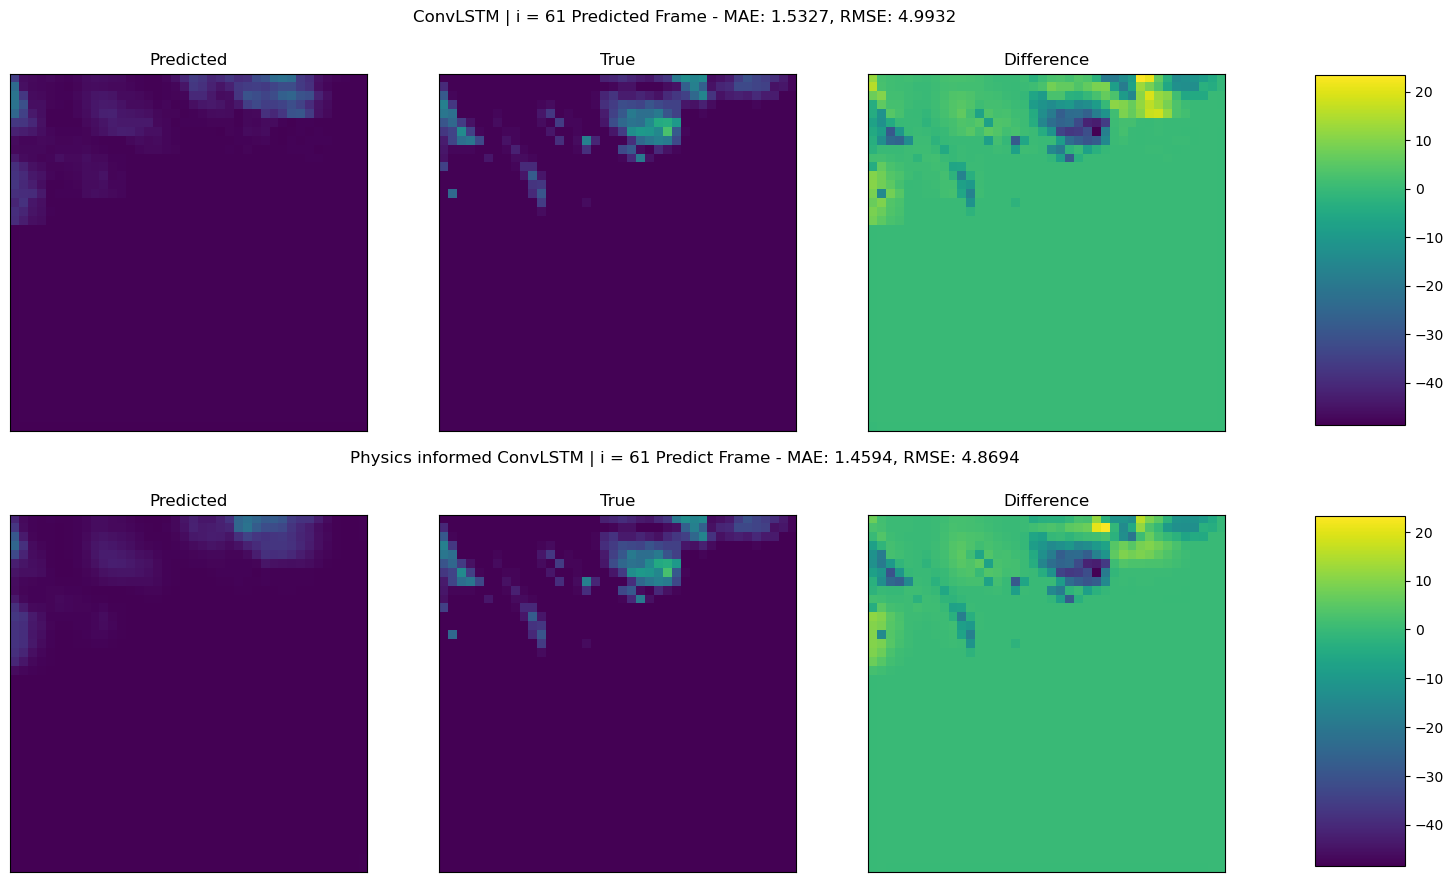 ConvLSTM | i = 61 Predicted Frame - MAE: 1.5327, RMSE: 4.9932
Predicted
True
Difference
20
10
0
−10
−20
−30
−40
Physics informed ConvLSTM | i = 61 Predict Frame - MAE: 1.4594, RMSE: 4.8694
Predicted
True
Difference
20
10
0
−10
−20
−30
−40